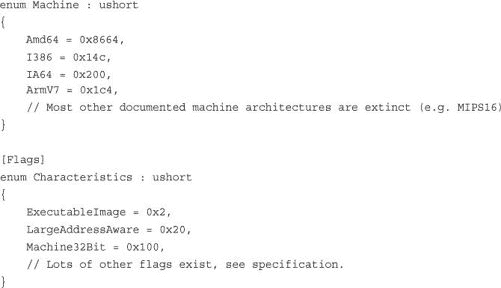 enum Machine : ushort
{
Amd64 = 0x8664,
I386 = 0x14c,
IA64 = 0x200,
ArmV7 = 0x1c4,
// Most other documented machine architectures are extinct (e.g. MIPS16)
}
[Flags]
enum Characteristics : ushort
{
ExecutableImage = 0x2,
LargeAddressAware = 0x20,
Machine32Bit = 0x100,
// Lots of other flags exist, see specification.
}